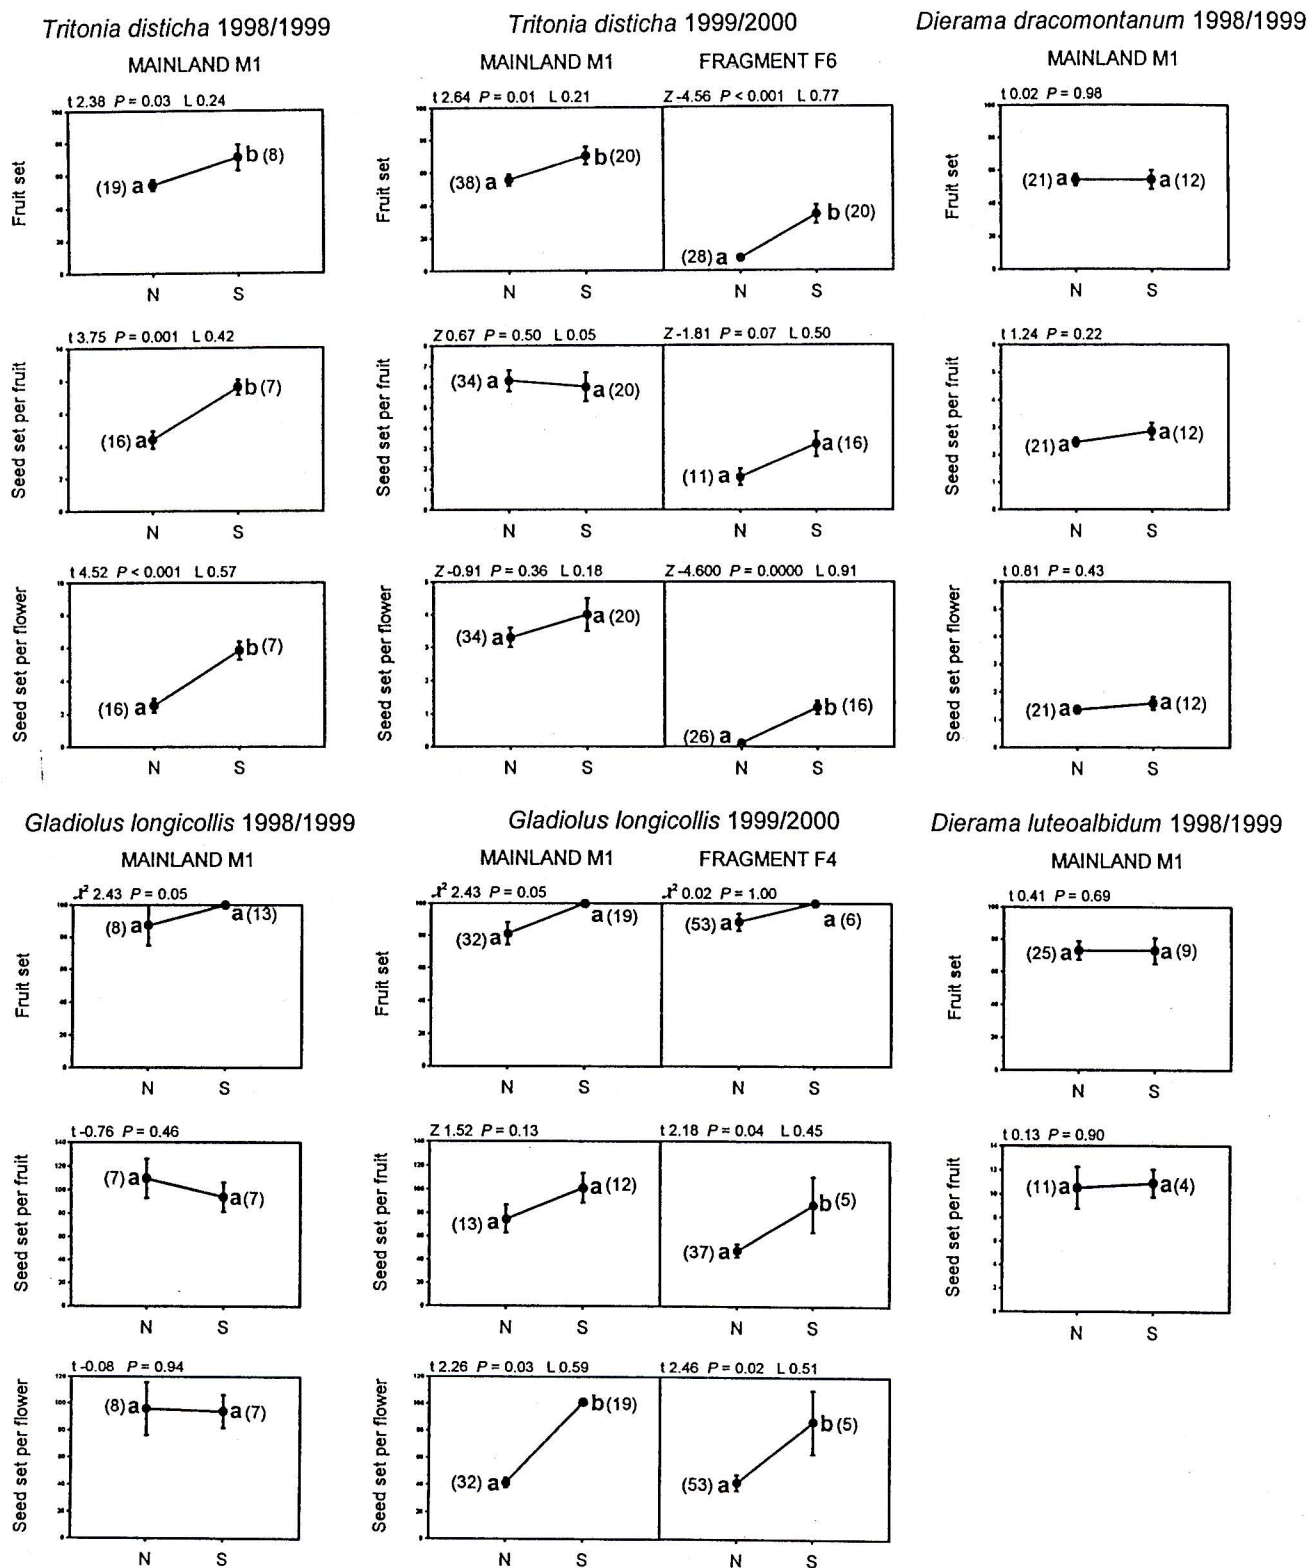 Tritonia disticha 1998/1999
MAINLAND M1
t 2.38 P = 0.03 L 0.24
Fruit set
(19) a
b (8)
N S
t 3.75 P = 0.001 L 0.42
Seed set per fruit
(16) a
b (7)
N S
t 4.52 P < 0.001 L 0.57
Seed set per flower
(16) a
b (7)
N S
Tritonia disticha 1999/2000
MAINLAND M1 FRAGMENT F6
t 2.64 P = 0.01 L 0.21 Z -4.56 P < 0.001 L 0.77
Fruit set
(38) a
b (20)
(28) a
b (20)
N S N S
Z 0.67 P = 0.50 L 0.05 Z -1.81 P = 0.07 L 0.50
Seed set per fruit
(34) a
a (20)
(11) a
a (16)
N S N S
Z -0.91 P = 0.36 L 0.18 Z -4.600 P = 0.0000 L 0.91
Seed set per flower
(34) a
a (20)
(26) a
b (16)
N S N S
Dierama dracomontanum 1998/1999
MAINLAND M1
t 0.02 P = 0.98
Fruit set
(21) a
a (12)
N S
t 1.24 P = 0.22
Seed set per fruit
(21) a
a (12)
N S
t 0.81 P = 0.43
Seed set per flower
(21) a
a (12)
N S
Gladiolus longicollis 1998/1999
MAINLAND M1
χ² 2.43 P = 0.05
Fruit set
(8) a
a (13)
N S
t -0.76 P = 0.46
Seed set per fruit
(7) a
a (7)
N S
t -0.08 P = 0.94
Seed set per flower
(8) a
a (7)
N S
Gladiolus longicollis 1999/2000
MAINLAND M1 FRAGMENT F4
χ² 2.43 P = 0.05 χ² 0.02 P = 1.00
Fruit set
(32) a
a (19)
(53) a
a (6)
N S N S
Z 1.52 P = 0.13 t 2.18 P = 0.04 L 0.45
Seed set per fruit
(13) a
a (12)
(37) a
b (5)
N S N S
t 2.26 P = 0.03 L 0.59 t 2.46 P = 0.02 L 0.51
Seed set per flower
(32) a
b (19)
(53) a
b (5)
N S N S
Dierama luteoalbidum 1998/1999
MAINLAND M1
t 0.41 P = 0.69
Fruit set
(25) a
a (9)
N S
t 0.13 P = 0.90
Seed set per fruit
(11) a
a (4)
N S